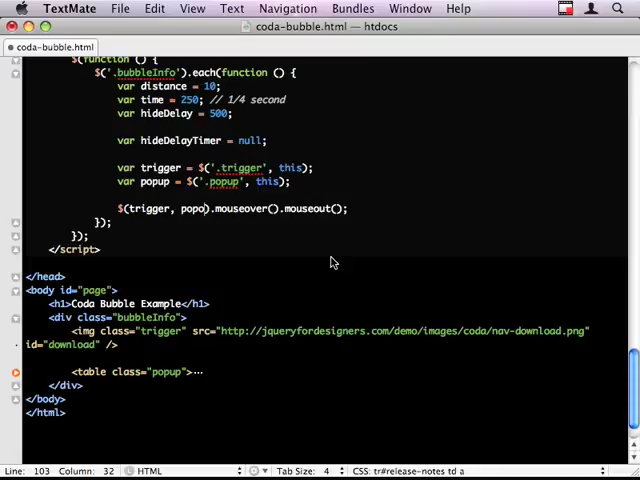 TextMate File Edit View Text Navigation Bundles Window Help
coda-bubble.html — htdocs
coda-bubble.html
$(function () {
$('.bubbleInfo').each(function () {
var distance = 10;
var time = 250; // 1/4 second
var hideDelay = 500;
var hideDelayTimer = null;
var trigger = $('.trigger', this);
var popup = $('.popup', this);
$(trigger, popo).mouseover().mouseout();
});
});
</script>
</head>
<body id="page">
<h1>Coda Bubble Example</h1>
<div class="bubbleInfo">
<img class="trigger" src="http://jqueryfordesigners.com/demo/images/coda/nav-download.png"
id="download" />
<table class="popup">...
</div>
</body>
</html>
Line: 103 Column: 32 HTML Tab Size: 4 CSS: tr#release-notes td a